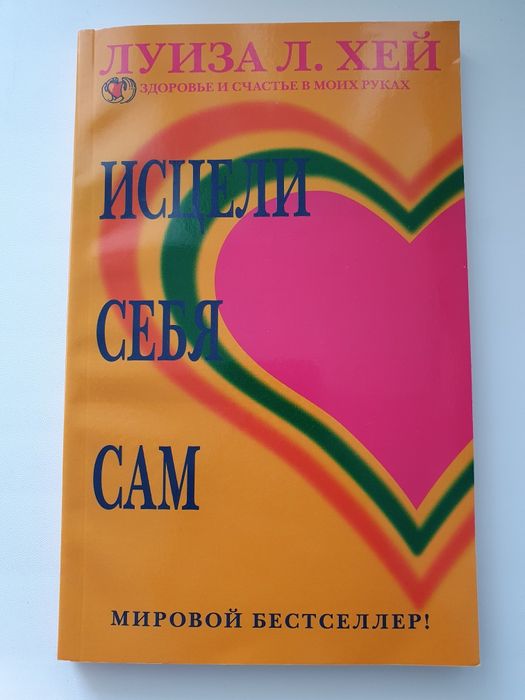 ЛУИЗА Л. ХЕЙ
ЗДОРОВЬЕ И СЧАСТЬЕ В МОИХ РУКАХ
ИСЦЕЛИ
СЕБЯ
САМ
МИРОВОЙ БЕСТСЕЛЛЕР!